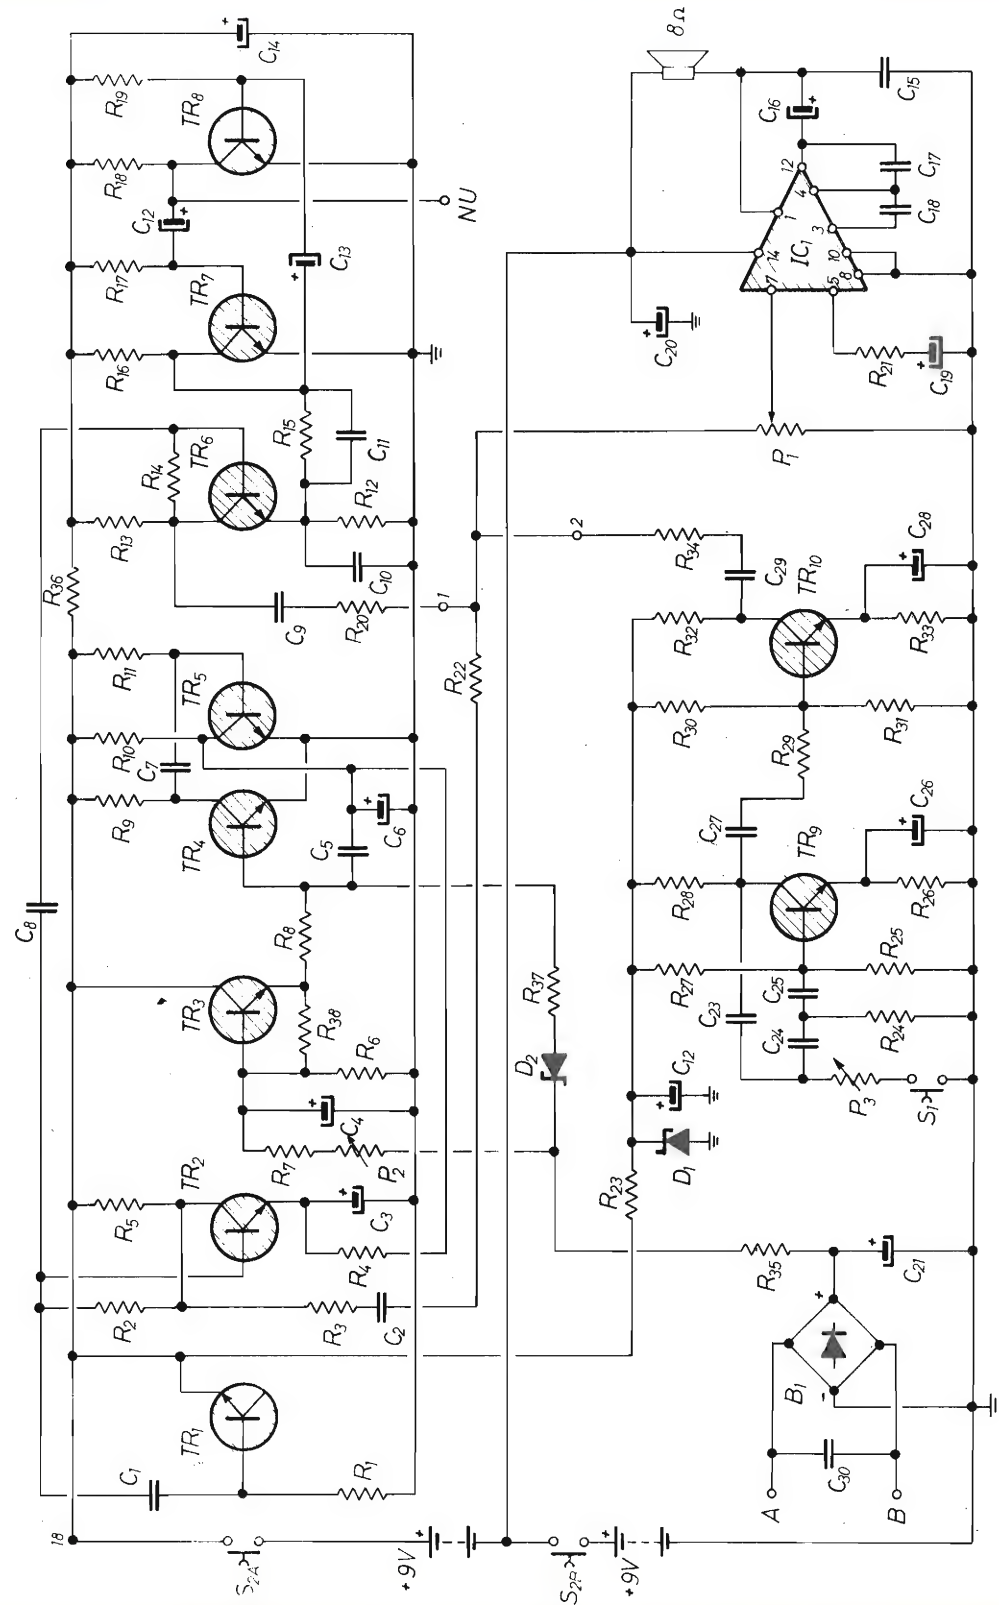 C8
18
R2
R5
R9
R10
R11
R36
R13
R16
R17
R18
R19
C1
C7
R14
C12
TR1
TR2
TR3
TR4
TR5
TR6
TR7
TR8
S2A
R7
R8
C9
R15
C14
R3
R38
C5
C13
R1
R4
C4
R6
R20
C11
R12
C2
C3
P2
C6
C10
+9V
1
R22
NU
D2
R37
2
S2B
R23
+9V
D1
C12
R27
R28
R30
R32
R34
C20
8Ω
C23
C27
A
B1
R35
C24
C25
R29
C29
P1
7
14
1
C16
+
-
TR9
TR10
IC1
12
C30
P3
5
3
4
8
10
B
C21
R24
R25
R26
R31
R33
R21
C18
C17
C15
S1
C26
C28
C19